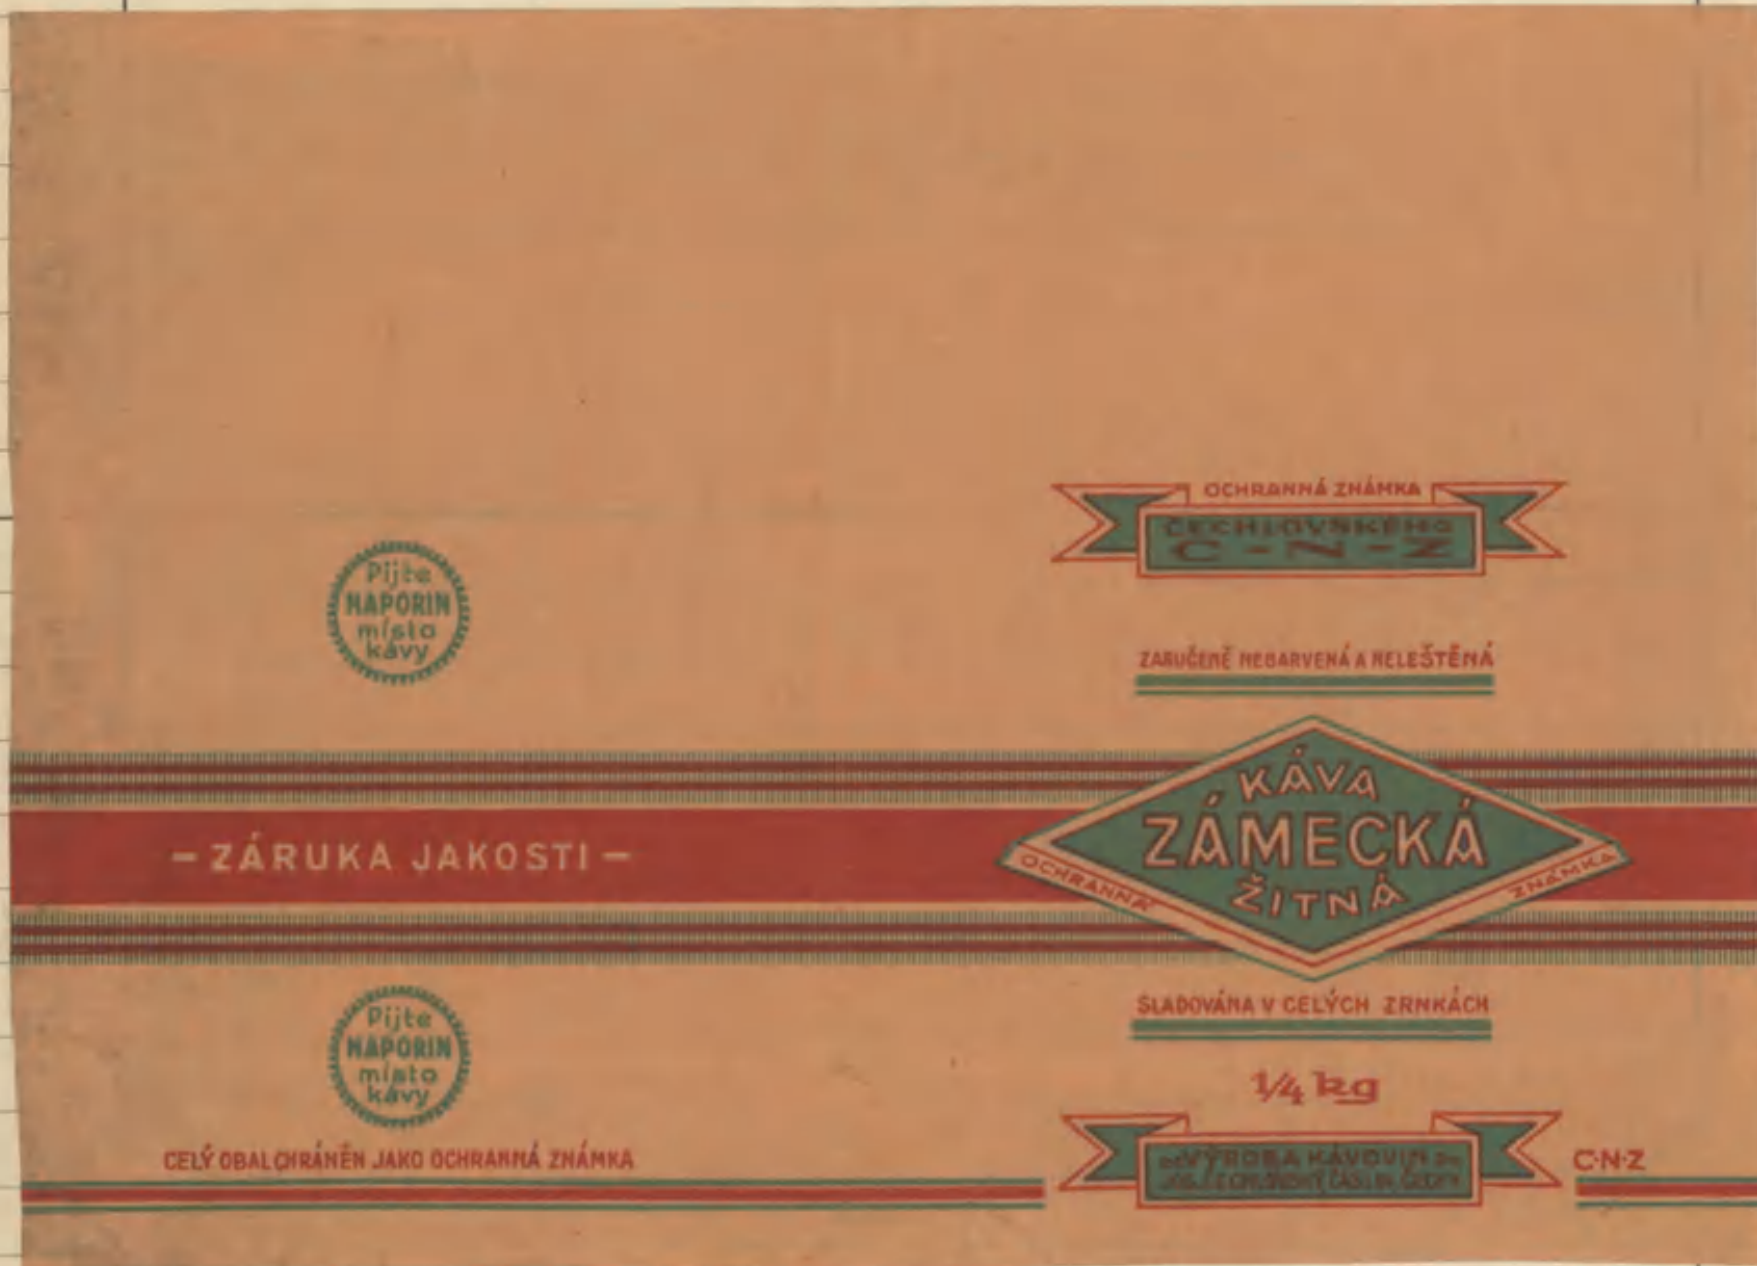 OCHRANNÁ ZNÁMKA
ČECHLOVSKÉHO
C-N-Z
Pijte
NAPORIN
místo
kávy
ZARUČENĚ NEBARVENÁ A NELEŠTĚNÁ
KÁVA
ZÁMECKÁ
ŽITNÁ
OCHRANNÁ ZNÁMKA
- ZÁRUKA JAKOSTI -
SLADOVÁNA V CELÝCH ZRNKÁCH
Pijte
NAPORIN
místo
kávy
1/4 kg
CELÝ OBAL CHRÁNĚN JAKO OCHRANNÁ ZNÁMKA
VÝROBA KÁVOVIN
C·N·Z